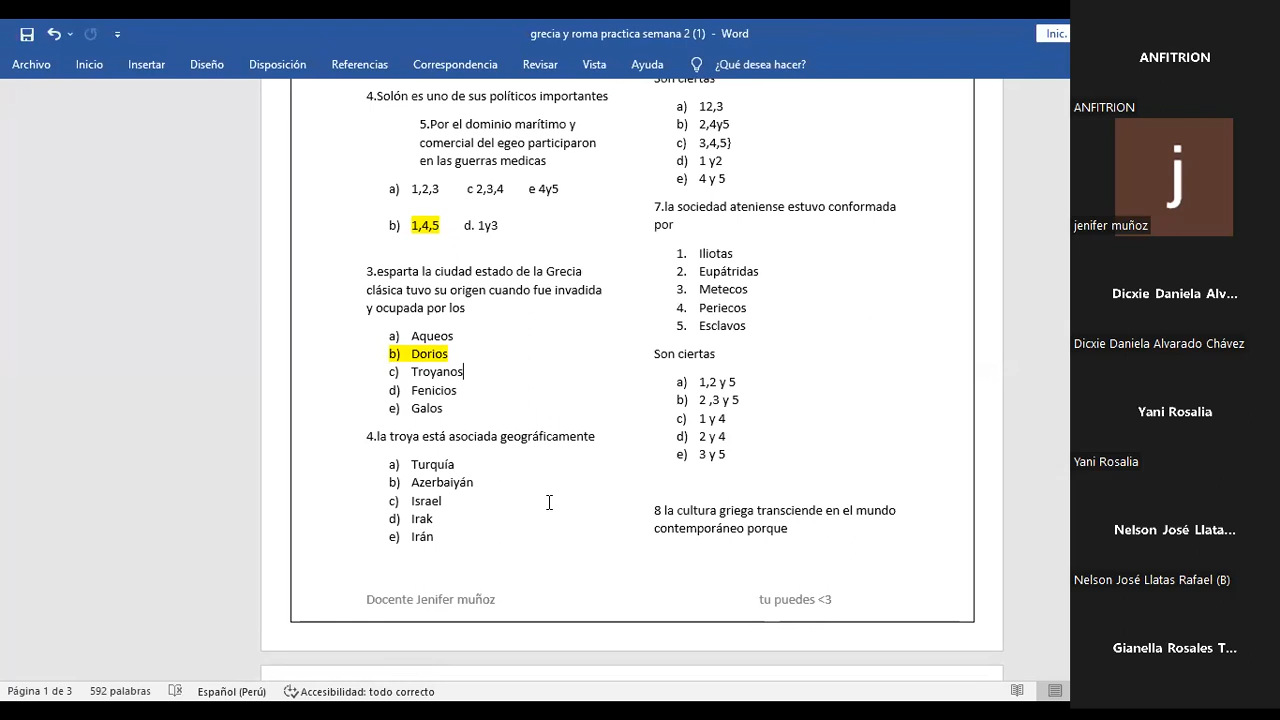 grecia y roma practica semana 2 (1) - Word
Inic.
Archivo Inicio Insertar Diseño Disposición Referencias Correspondencia Revisar Vista Ayuda ¿Qué desea hacer?
4.Solón es uno de sus políticos importantes
5.Por el dominio marítimo y
comercial del egeo participaron
en las guerras medicas
a) 1,2,3 c 2,3,4 e 4y5
b) 1,4,5 d. 1y3
3.esparta la ciudad estado de la Grecia
clásica tuvo su origen cuando fue invadida
y ocupada por los
a) Aqueos
b) Dorios
c) Troyanos
d) Fenicios
e) Galos
4.la troya está asociada geográficamente
a) Turquía
b) Azerbaiyán
c) Israel
d) Irak
e) Irán
Son ciertas
a) 12,3
b) 2,4y5
c) 3,4,5}
d) 1 y2
e) 4 y 5
7.la sociedad ateniense estuvo conformada
por
1. Iliotas
2. Eupátridas
3. Metecos
4. Periecos
5. Esclavos
Son ciertas
a) 1,2 y 5
b) 2 ,3 y 5
c) 1 y 4
d) 2 y 4
e) 3 y 5
8 la cultura griega transciende en el mundo
contemporáneo porque
Docente Jenifer muñoz tu puedes <3
Página 1 de 3 592 palabras Español (Perú) Accesibilidad: todo correcto
ANFITRION
ANFITRION
j
jenifer muñoz
Dicxie Daniela Alv...
Dicxie Daniela Alvarado Chávez
Yani Rosalia
Yani Rosalia
Nelson José Llata...
Nelson José Llatas Rafael (B)
Gianella Rosales T...